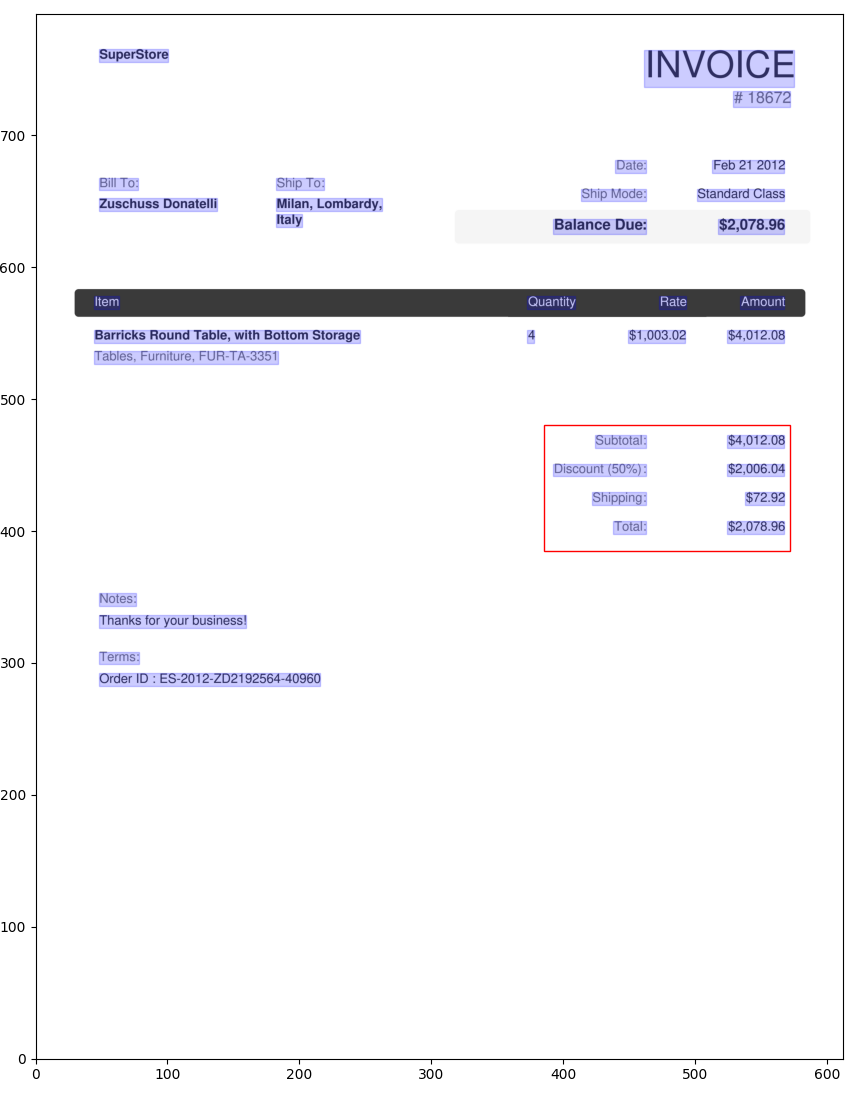 SuperStore
INVOICE
# 18672
Date: Feb 21 2012
Bill To: Ship To:
Ship Mode: Standard Class
Zuschuss Donatelli Milan, Lombardy,
Italy
Balance Due: $2,078.96
Item Quantity Rate Amount
Barricks Round Table, with Bottom Storage 4 $1,003.02 $4,012.08
Tables, Furniture, FUR-TA-3351
Subtotal: $4,012.08
Discount (50%): $2,006.04
Shipping: $72.92
Total: $2,078.96
Notes:
Thanks for your business!
Terms:
Order ID : ES-2012-ZD2192564-40960
700
600
500
400
300
200
100
0
0 100 200 300 400 500 600